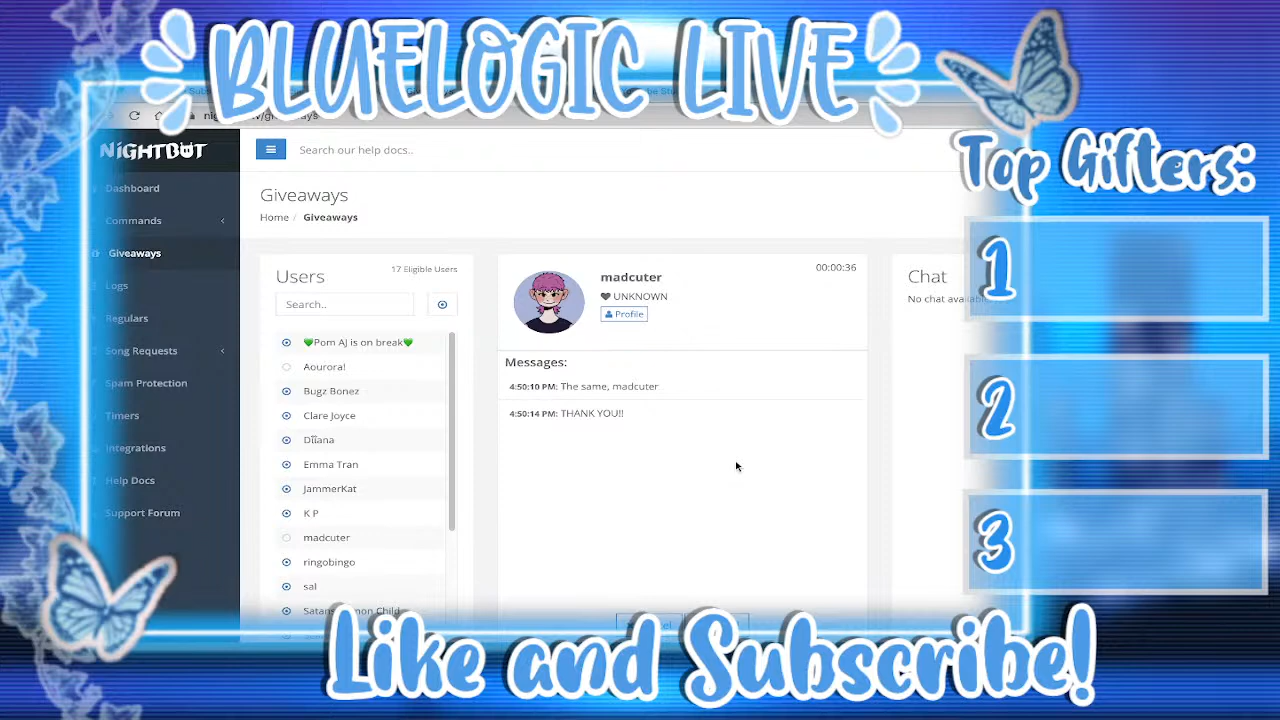 BLUELOGIC LIVE
NIGHTBOT
Search our help docs..
Top Gifters:
Dashboard
Commands
Giveaways
Logs
Regulars
Song Requests
Spam Protection
Timers
Integrations
Help Docs
Support Forum
Giveaways
Home / Giveaways
Users
17 Eligible Users
Search..
💚Pom AJ is on break💚
Aourora!
Bugz Bonez
Clare Joyce
Emma Tran
JammerKat
K P
madcuter
ringobingo
sal
madcuter
UNKNOWN
Profile
00:00:36
Messages:
4:50:10 PM: The same, madcuter
4:50:14 PM: THANK YOU!!
Chat
No chat
1
2
3
Like and Subscribe!